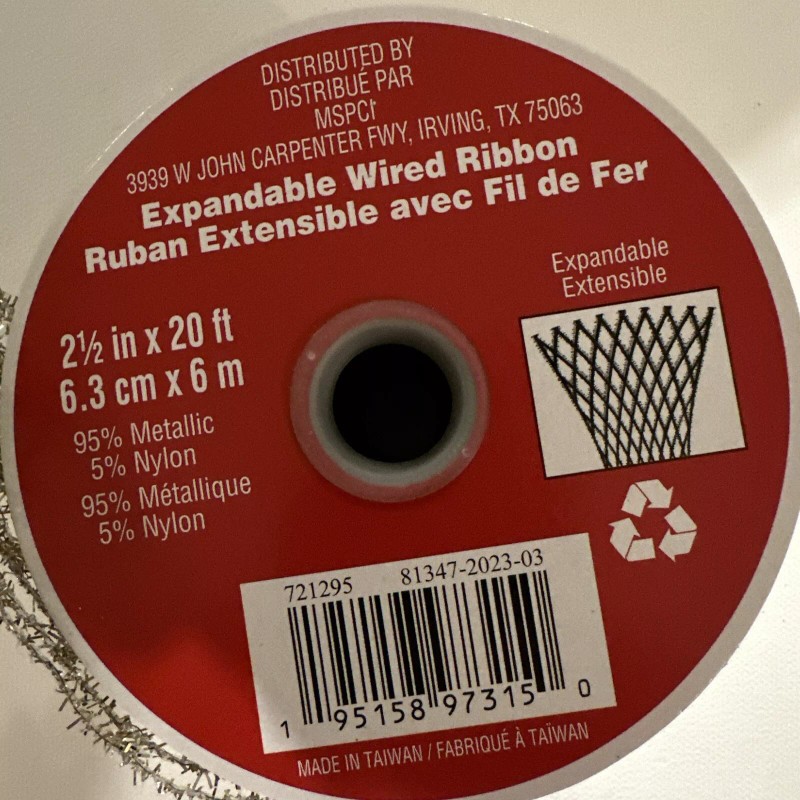 DISTRIBUTED BY
DISTRIBUÉ PAR
MSPCI†
3939 W JOHN CARPENTER FWY, IRVING, TX 75063
Expandable Wired Ribbon
Ruban Extensible avec Fil de Fer
Expandable
Extensible
2½ in x 20 ft
6.3 cm x 6 m
95% Metallic
5% Nylon
95% Métallique
5% Nylon
721295 81347-2023-03
1 95158 97315 0
MADE IN TAIWAN / FABRIQUÉ À TAÏWAN